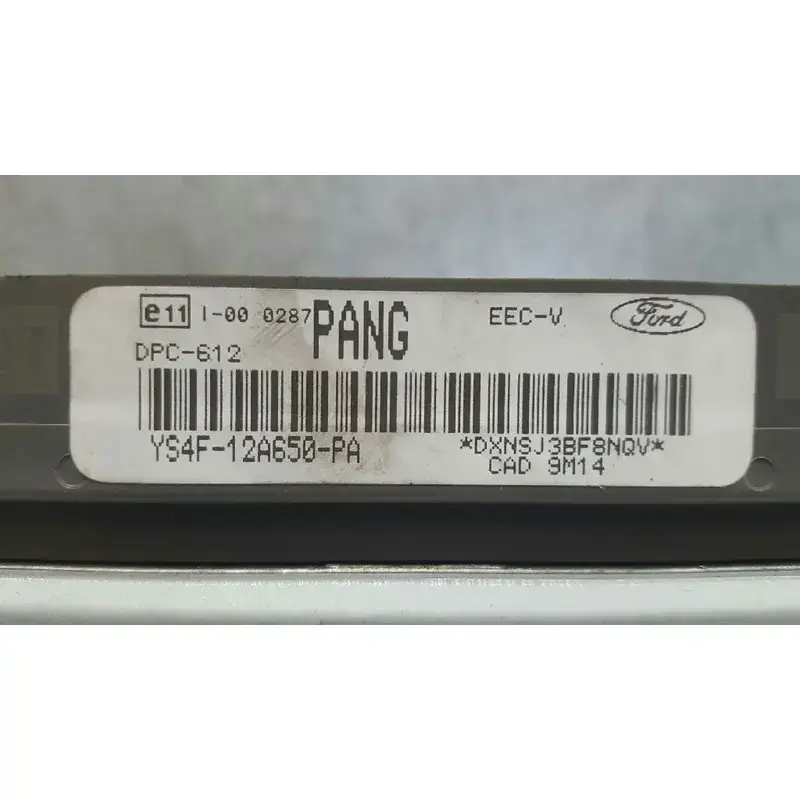 e11 I-00 0287 PANG EEC-V Ford
DPC-612
YS4F-12A650-PA *DXNSJ3BF8NQV*
CAD 9M14